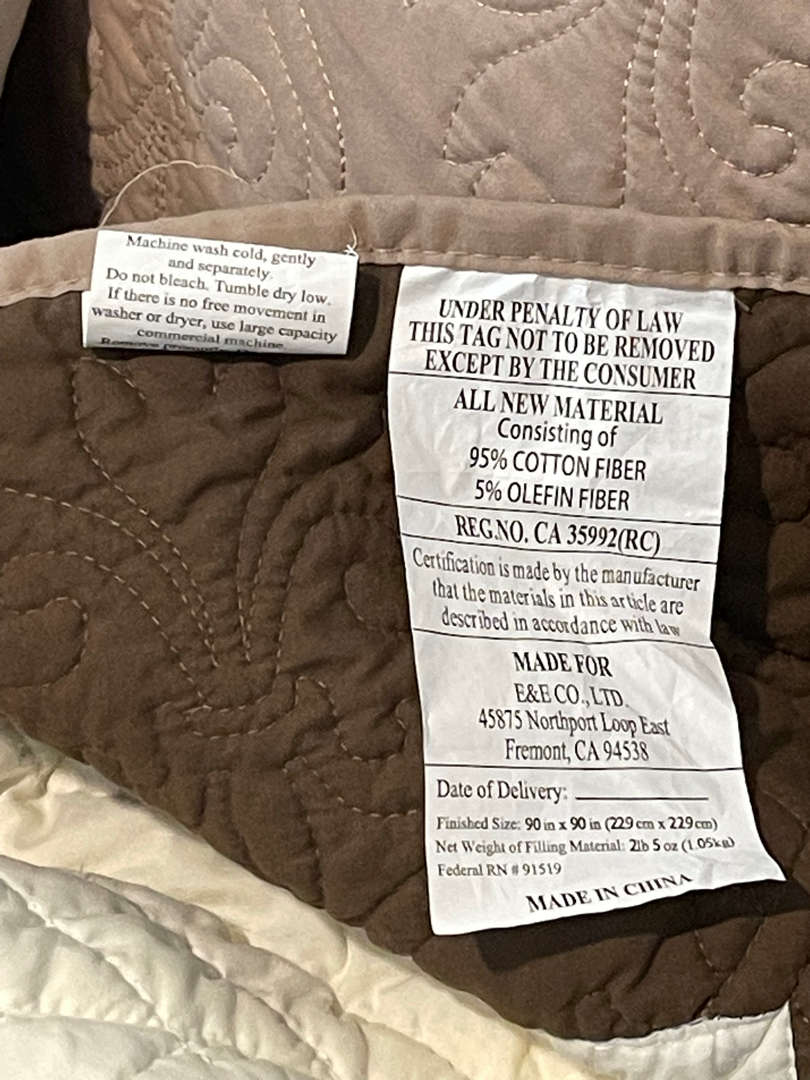 Machine wash cold, gently
and separately.
Do not bleach. Tumble dry low.
If there is no free movement in
washer or dryer, use large capacity
commercial machine.
UNDER PENALTY OF LAW
THIS TAG NOT TO BE REMOVED
EXCEPT BY THE CONSUMER
ALL NEW MATERIAL
Consisting of
95% COTTON FIBER
5% OLEFIN FIBER
REG.NO. CA 35992(RC)
Certification is made by the manufacturer
that the materials in this article are
described in accordance with law
MADE FOR
E&E CO., LTD.
45875 Northport Loop East
Fremont, CA 94538
Date of Delivery:
Finished Size: 90 in x 90 in (229 cm x 229 cm)
Net Weight of Filling Material: 2lb 5 oz (1.05kg)
Federal RN # 91519
MADE IN CHINA